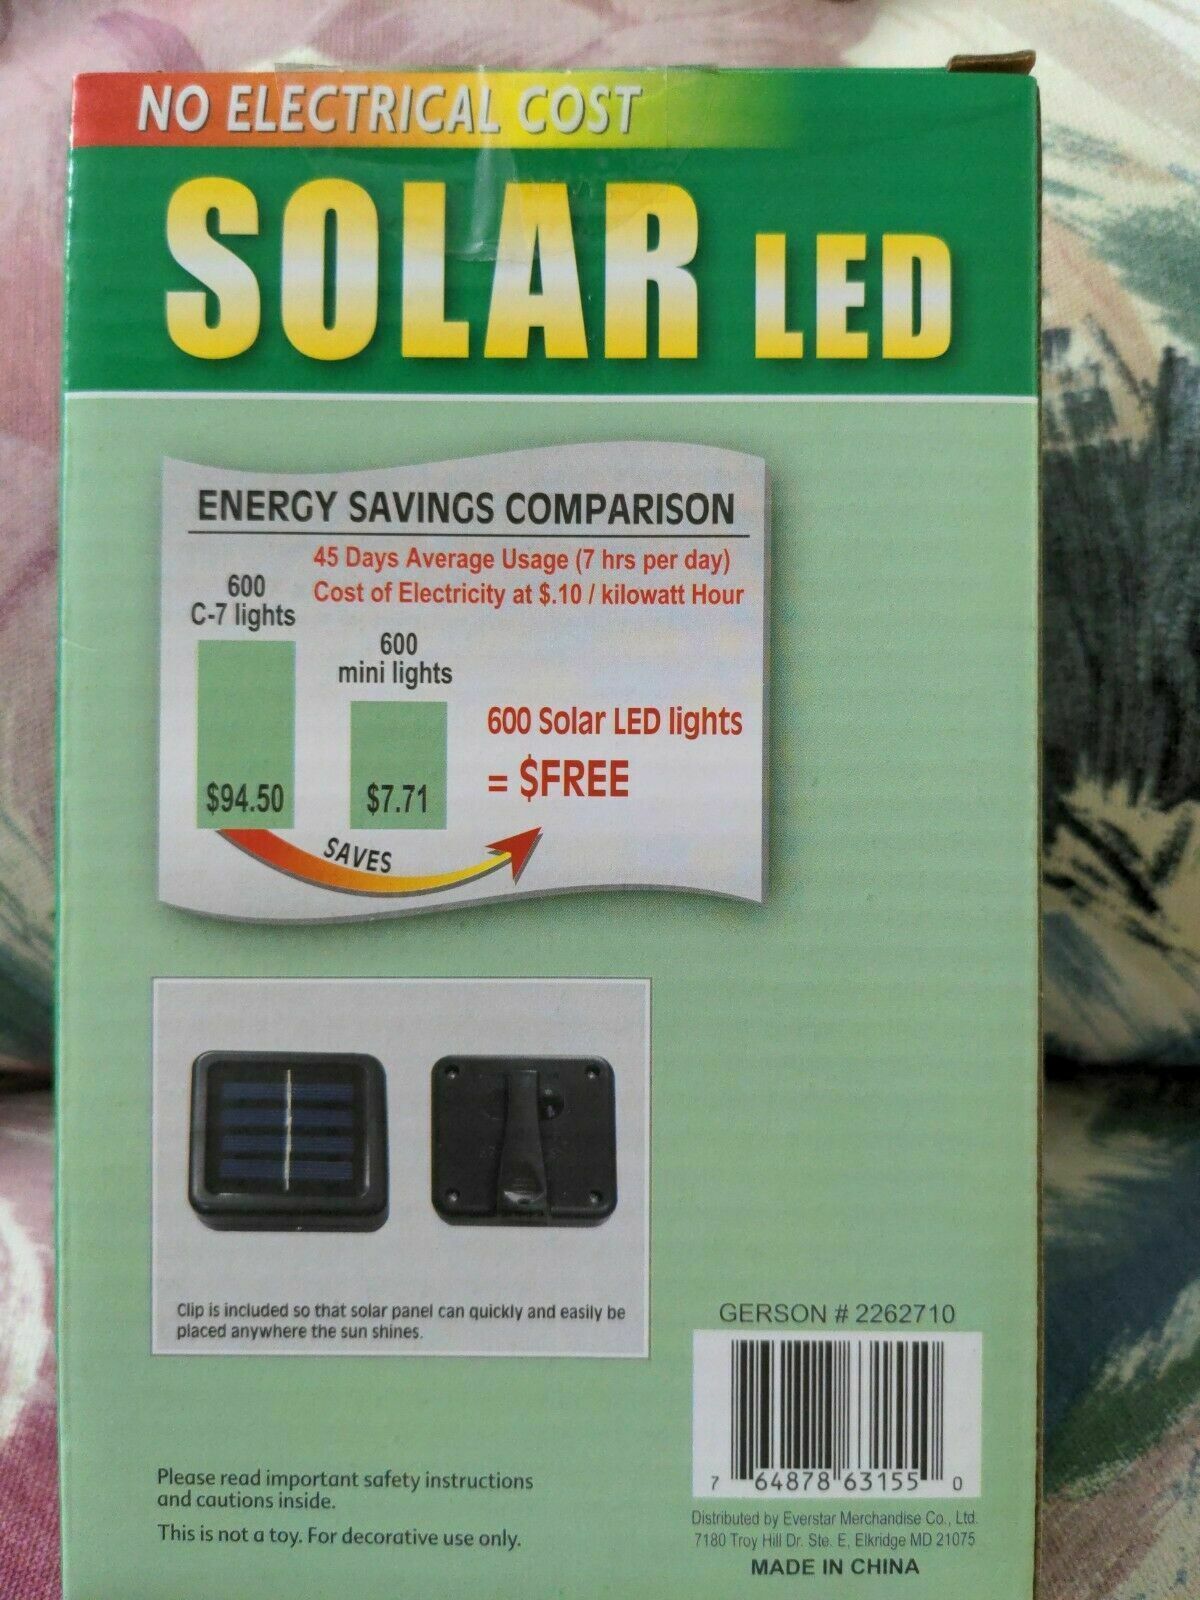 NO ELECTRICAL COST
SOLAR LED
ENERGY SAVINGS COMPARISON
45 Days Average Usage (7 hrs per day)
Cost of Electricity at $.10 / kilowatt Hour
600
C-7 lights
600
mini lights
600 Solar LED lights
= $FREE
$94.50
$7.71
SAVES
Clip is included so that solar panel can quickly and easily be
placed anywhere the sun shines.
GERSON # 2262710
7 64878 63155 0
Please read important safety instructions
and cautions inside.
This is not a toy. For decorative use only.
Distributed by Everstar Merchandise Co., Ltd.
7180 Troy Hill Dr. Ste. E, Elkridge MD 21075
MADE IN CHINA